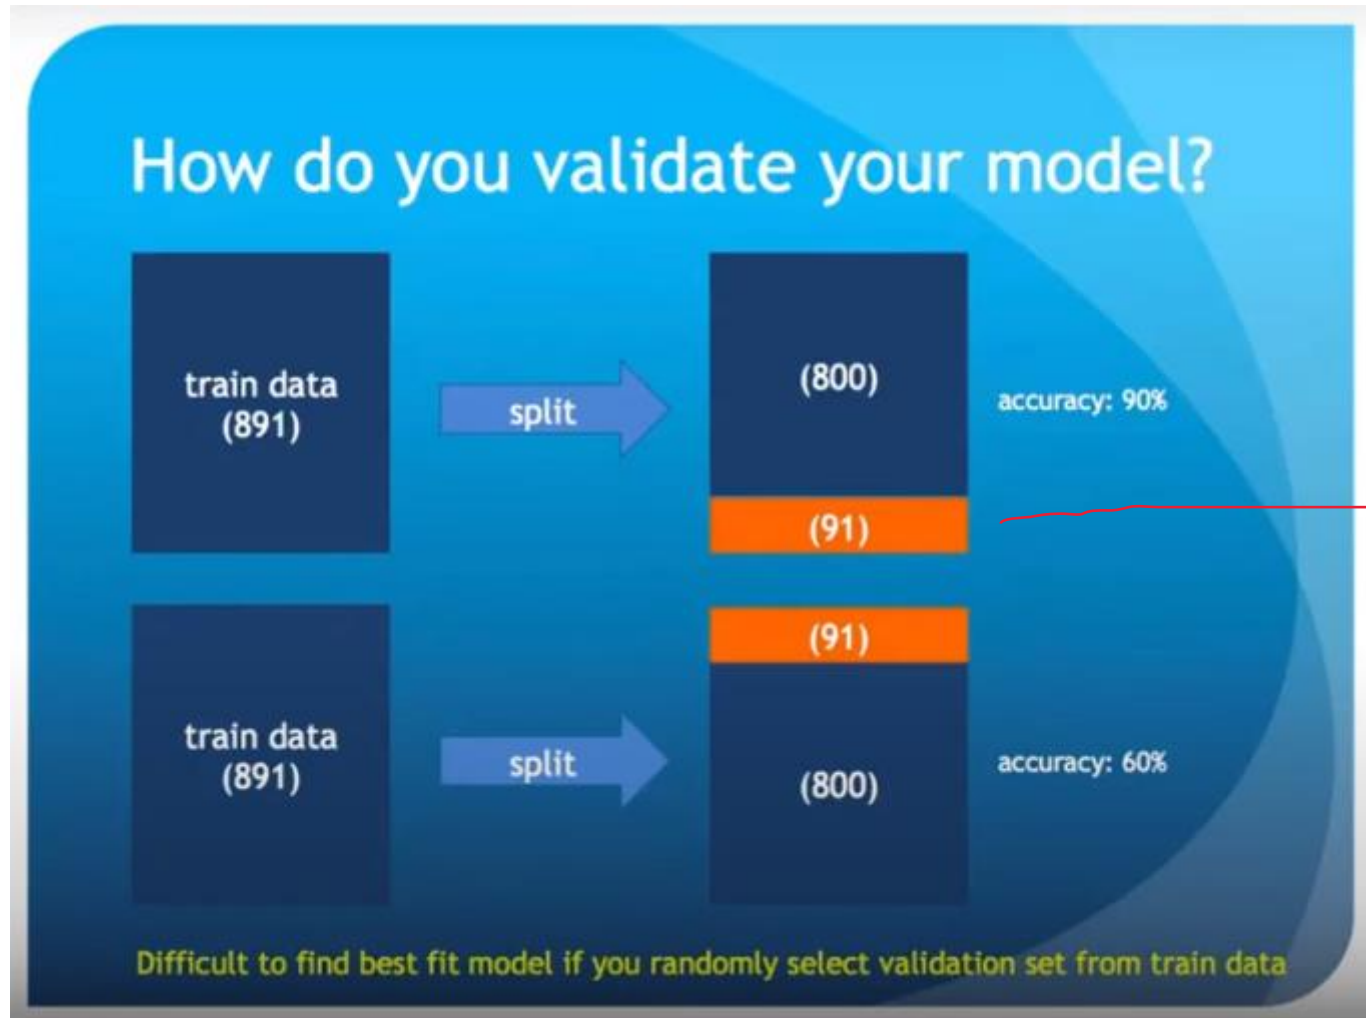 How do you validate your model?
train data
(891)
split
(800)
accuracy: 90%
(91)
train data
(891)
split
(91)
(800)
accuracy: 60%
Difficult to find best fit model if you randomly select validation set from train data